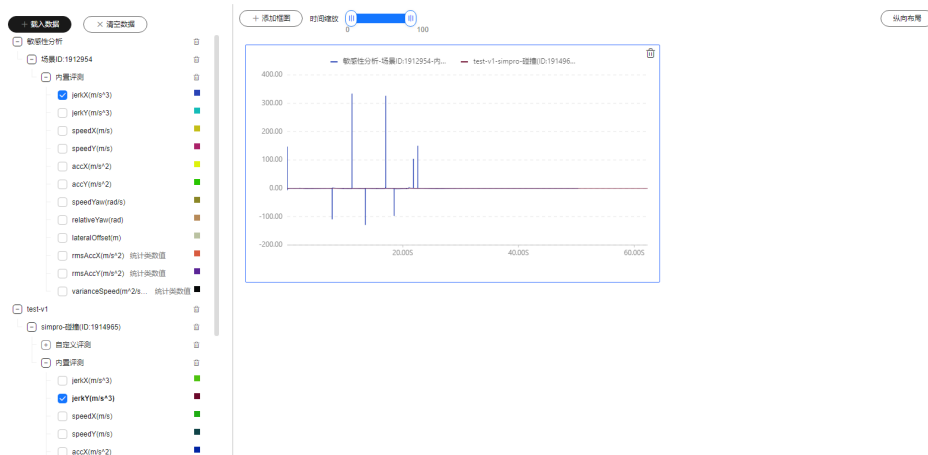 + 载入数据
× 清空数据
敏感性分析
场景ID:1912954
内置评测
jerkX(m/s^3)
jerkY(m/s^3)
speedX(m/s)
speedY(m/s)
accX(m/s^2)
accY(m/s^2)
speedYaw(rad/s)
relativeYaw(rad)
lateralOffset(m)
rmsAccX(m/s^2) 统计类数值
rmsAccY(m/s^2) 统计类数值
varianceSpeed(m^2/s... 统计类数值
test-v1
simpro-碰撞(ID:1914965)
自定义评测
内置评测
jerkX(m/s^3)
jerkY(m/s^3)
speedX(m/s)
speedY(m/s)
accX(m/s^2)
+ 添加框图
时间缩放
0
100
纵向布局
敏感性分析-场景ID:1912954-内...
test-v1-simpro-碰撞(ID:191496...
400.00
300.00
200.00
100.00
0.00
-100.00
-200.00
20.00S
40.00S
60.00S